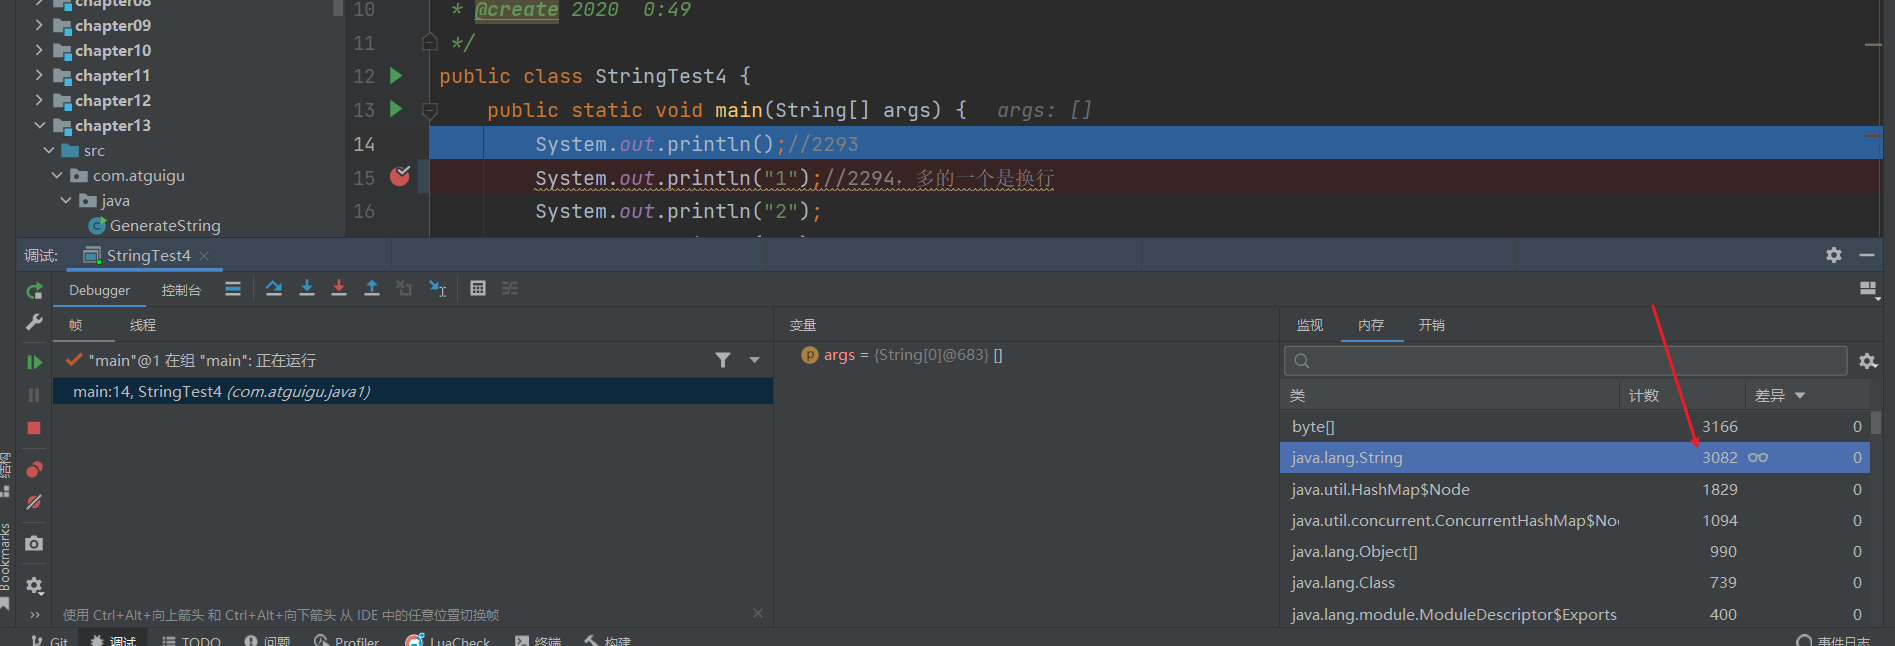 chapter08
chapter09
chapter10
chapter11
chapter12
chapter13
src
com.atguigu
java
GenerateString
10 * @create 2020 0:49
11 */
12 public class StringTest4 {
13 public static void main(String[] args) { args: []
14 System.out.println();//2293
15 System.out.println("1");//2294，多的一个是换行
16 System.out.println("2");
调试: StringTest4
Debugger 控制台
帧 线程
"main"@1 在组 "main": 正在运行
main:14, StringTest4 (com.atguigu.java1)
使用 Ctrl+Alt+向上箭头 和 Ctrl+Alt+向下箭头 从 IDE 中的任意位置切换帧
变量
args = {String[0]@683} []
监视 内存 开销
类 计数 差异
byte[] 3166 0
java.lang.String 3082 0
java.util.HashMap$Node 1829 0
java.util.concurrent.ConcurrentHashMap$No 1094 0
java.lang.Object[] 990 0
java.lang.Class 739 0
java.lang.module.ModuleDescriptor$Exports 400 0
结构
Bookmarks
Git 调试 TODO 问题 Profiler LuaCheck 终端 构建 事件日志